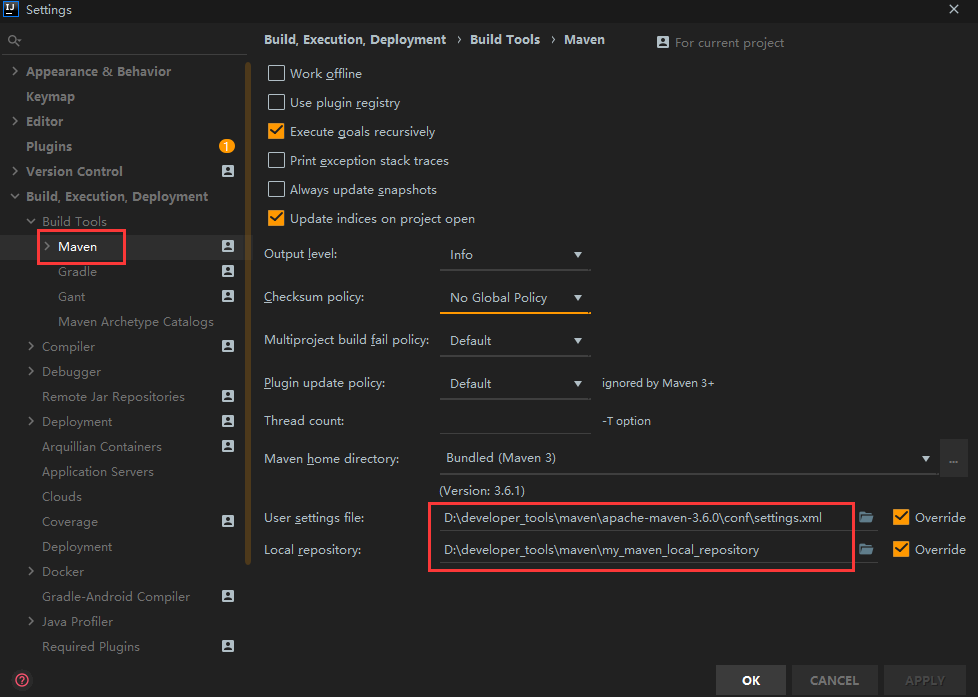 IJ Settings
Build, Execution, Deployment › Build Tools › Maven For current project
Appearance & Behavior
Keymap
Editor
Plugins 1
Version Control
Build, Execution, Deployment
Build Tools
Maven
Gradle
Gant
Maven Archetype Catalogs
Compiler
Debugger
Remote Jar Repositories
Deployment
Arquillian Containers
Application Servers
Clouds
Coverage
Deployment
Docker
Gradle-Android Compiler
Java Profiler
Required Plugins
Work offline
Use plugin registry
Execute goals recursively
Print exception stack traces
Always update snapshots
Update indices on project open
Output level: Info
Checksum policy: No Global Policy
Multiproject build fail policy: Default
Plugin update policy: Default ignored by Maven 3+
Thread count: -T option
Maven home directory: Bundled (Maven 3) ...
(Version: 3.6.1)
User settings file: D:\developer_tools\maven\apache-maven-3.6.0\conf\settings.xml Override
Local repository: D:\developer_tools\maven\my_maven_local_repository Override
? OK CANCEL APPLY